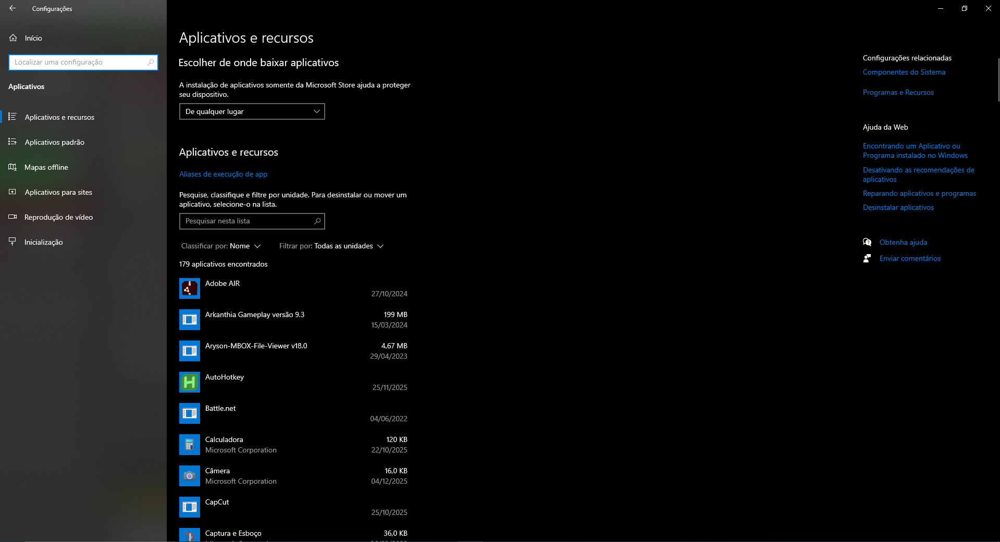 Configurações
Início
Localizar uma configuração
Aplicativos
Aplicativos e recursos
Aplicativos padrão
Mapas offline
Aplicativos para sites
Reprodução de vídeo
Inicialização
Aplicativos e recursos
Escolher de onde baixar aplicativos
A instalação de aplicativos somente da Microsoft Store ajuda a proteger
seu dispositivo.
De qualquer lugar
Aplicativos e recursos
Aliases de execução de app
Pesquise, classifique e filtre por unidade. Para desinstalar ou mover um
aplicativo, selecione-o na lista.
Pesquisar nesta lista
Classificar por: Nome Filtrar por: Todas as unidades
179 aplicativos encontrados
Adobe AIR
27/10/2024
Arkanthia Gameplay versão 9.3 199 MB
15/03/2024
Aryson-MBOX-File-Viewer v18.0 4,67 MB
29/04/2023
AutoHotkey
25/11/2025
Battle.net
04/06/2022
Calculadora 120 KB
Microsoft Corporation 22/10/2025
Câmera 16,0 KB
Microsoft Corporation 04/12/2025
CapCut
25/10/2025
Captura e Esboço 36,0 KB
Configurações relacionadas
Componentes do Sistema
Programas e Recursos
Ajuda da Web
Encontrando um Aplicativo ou
Programa instalado no Windows
Desativando as recomendações de
aplicativos
Reparando aplicativos e programas
Desinstalar aplicativos
Obtenha ajuda
Enviar comentários